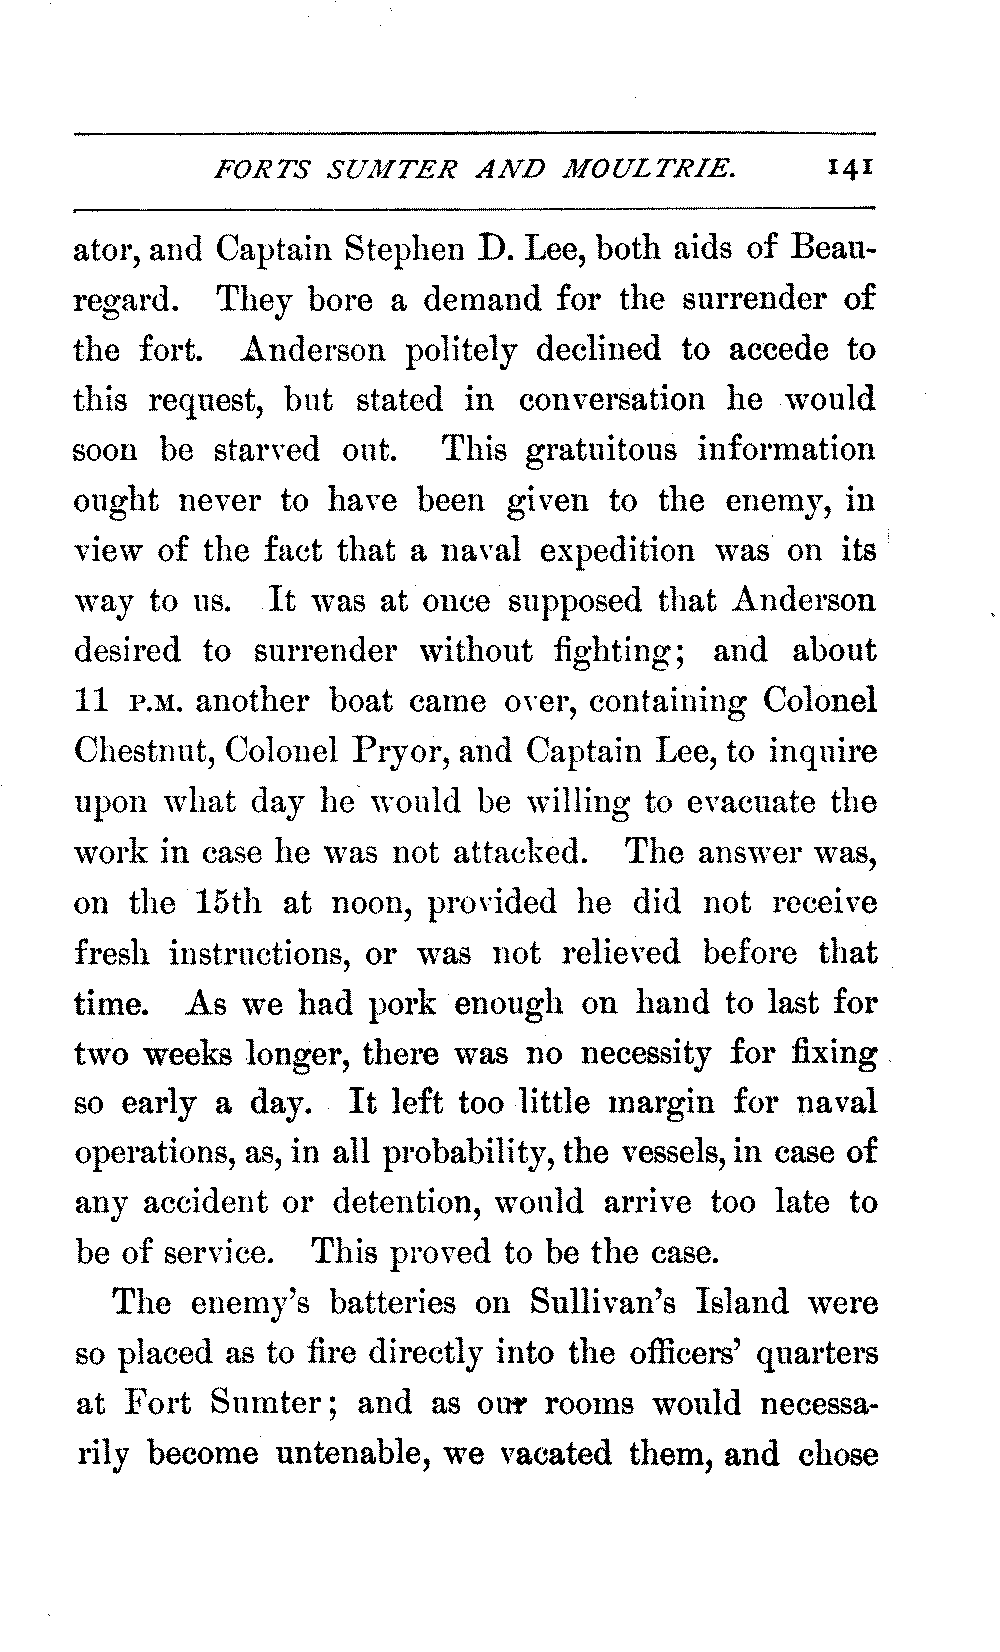 FORTS SUMTER AND MOULTRIE. 141
ator, and Captain Stephen D. Lee, both aids of Beau-
regard. They bore a demand for the surrender of
the fort. Anderson politely declined to accede to
this request, but stated in conversation he would
soon be starved out. This gratuitous information
ought never to have been given to the enemy, in
view of the fact that a naval expedition was on its
way to us. It was at once supposed that Anderson
desired to surrender without fighting; and about
11 P.M. another boat came over, containing Colonel
Chestnut, Colonel Pryor, and Captain Lee, to inquire
upon what day he would be willing to evacuate the
work in case he was not attacked. The answer was,
on the 15th at noon, provided he did not receive
fresh instructions, or was not relieved before that
time. As we had pork enough on hand to last for
two weeks longer, there was no necessity for fixing
so early a day. It left too little margin for naval
operations, as, in all probability, the vessels, in case of
any accident or detention, would arrive too late to
be of service. This proved to be the case.
The enemy's batteries on Sullivan's Island were
so placed as to fire directly into the officers' quarters
at Fort Sumter; and as our rooms would necessa-
rily become untenable, we vacated them, and chose